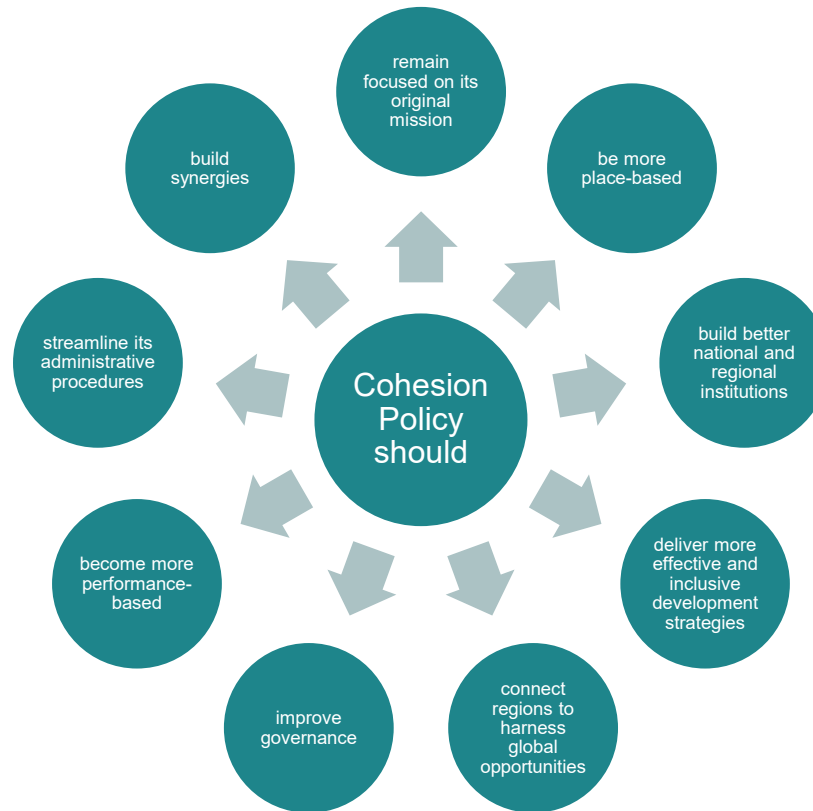 remain
focused on its
original
mission
be more
place-based
build better
national and
regional
institutions
deliver more
effective and
inclusive
development
strategies
connect
regions to
harness
global
opportunities
improve
governance
become more
performance-
based
streamline its
administrative
procedures
build
synergies
Cohesion
Policy
should